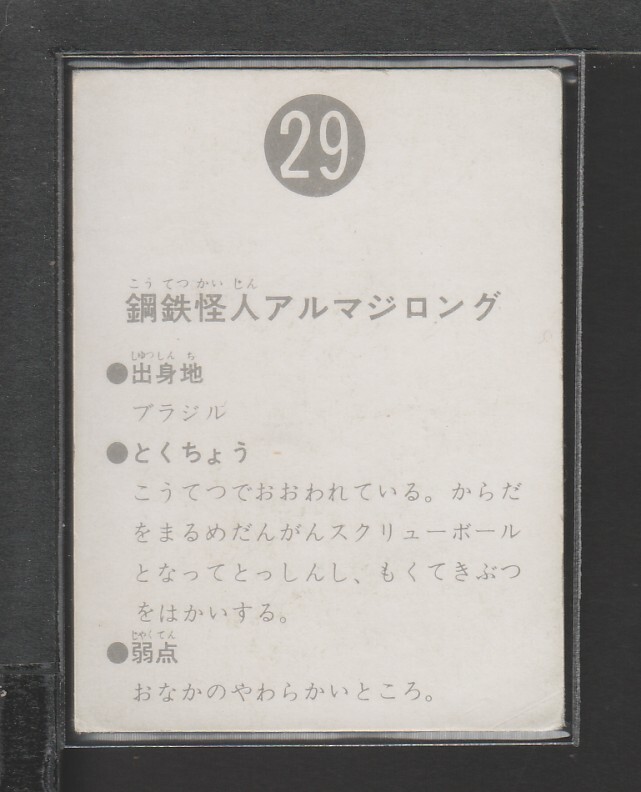 29
こうてつかいじん
鋼鉄怪人アルマジロング
しゆつしんち
●出身地
ブラジル
●とくちょう
こうてつでおおわれている。からだ
をまるめだんがんスクリューボール
となってとっしんし、もくてきぶつ
をはかいする。
じやくてん
●弱点
おなかのやわらかいところ。